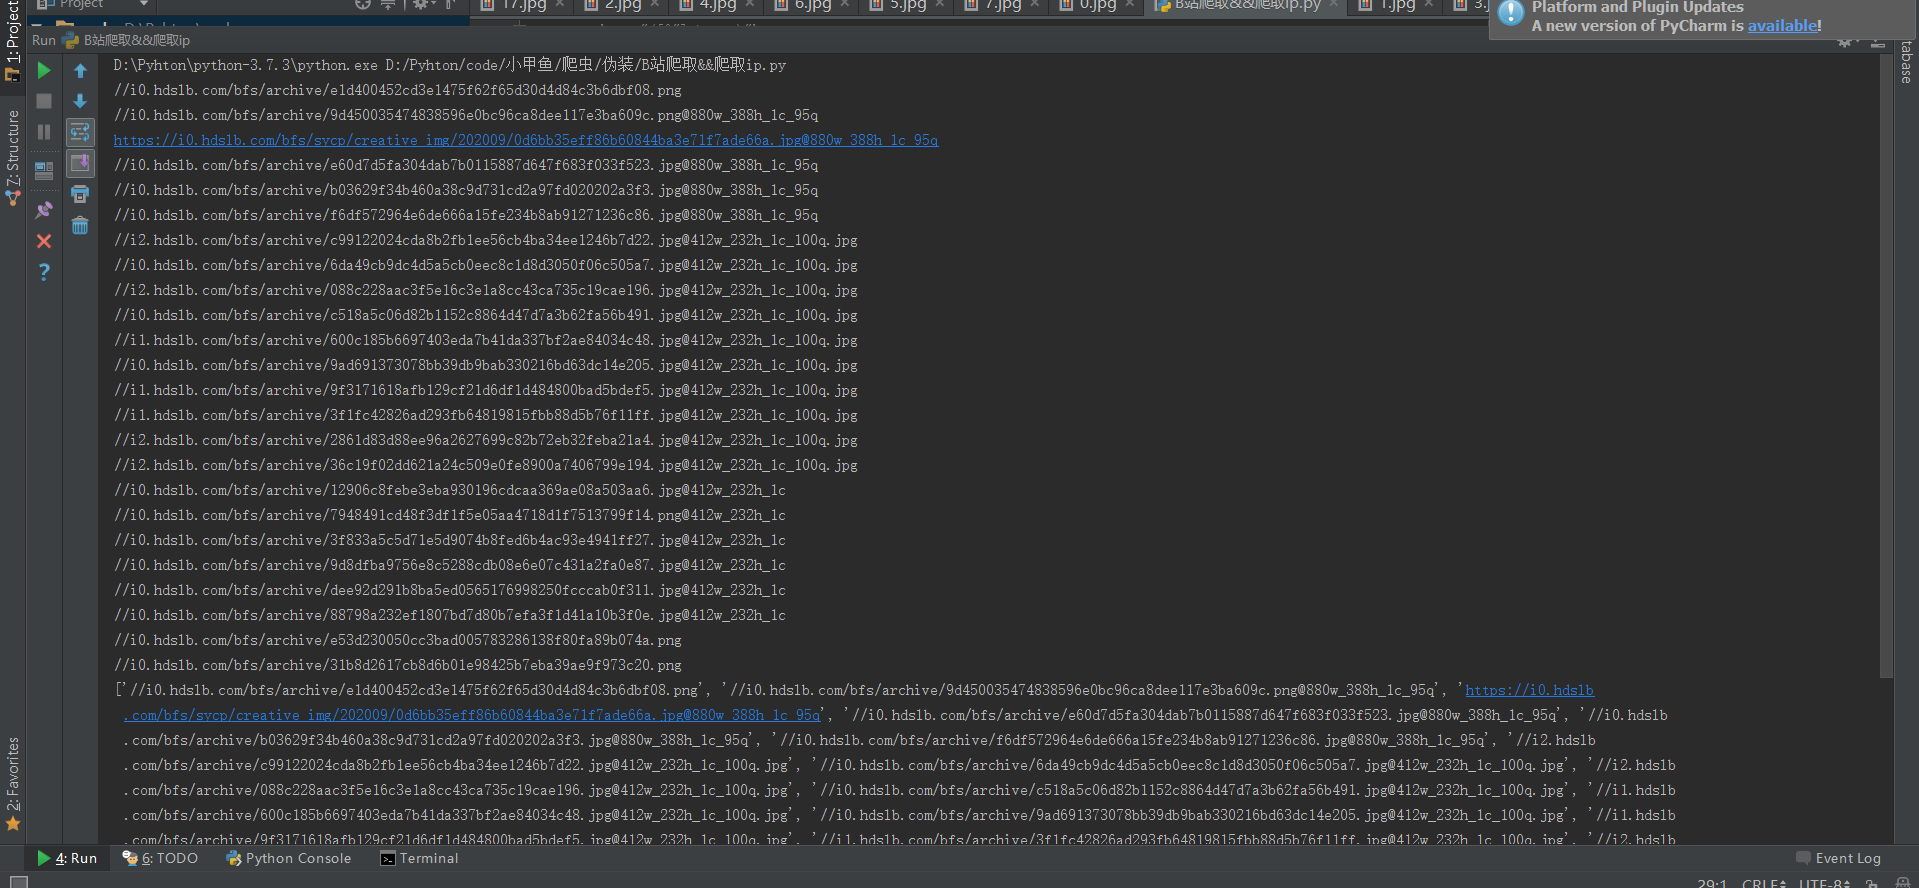 Project
17.jpg 2.jpg 4.jpg 6.jpg 5.jpg 7.jpg 0.jpg B站爬取&&爬取ip.py 1.jpg 3.
Platform and Plugin Updates
A new version of PyCharm is available!
1: Project
Z: Structure
2: Favorites
tabase
Run B站爬取&&爬取ip
D:\Pyhton\python-3.7.3\python.exe D:/Pyhton/code/小甲鱼/爬虫/伪装/B站爬取&&爬取ip.py
//i0.hdslb.com/bfs/archive/e1d400452cd3e1475f62f65d30d4d84c3b6dbf08.png
//i0.hdslb.com/bfs/archive/9d450035474838596e0bc96ca8dee117e3ba609c.png@880w_388h_1c_95q
https://i0.hdslb.com/bfs/sycp/creative_img/202009/0d6bb35eff86b60844ba3e71f7ade66a.jpg@880w_388h_1c_95q
//i0.hdslb.com/bfs/archive/e60d7d5fa304dab7b0115887d647f683f033f523.jpg@880w_388h_1c_95q
//i0.hdslb.com/bfs/archive/b03629f34b460a38c9d731cd2a97fd020202a3f3.jpg@880w_388h_1c_95q
//i0.hdslb.com/bfs/archive/f6df572964e6de666a15fe234b8ab91271236c86.jpg@880w_388h_1c_95q
//i2.hdslb.com/bfs/archive/c99122024cda8b2fb1ee56cb4ba34ee1246b7d22.jpg@412w_232h_1c_100q.jpg
//i0.hdslb.com/bfs/archive/6da49cb9dc4d5a5cb0eec8c1d8d3050f06c505a7.jpg@412w_232h_1c_100q.jpg
//i2.hdslb.com/bfs/archive/088c228aac3f5e16c3e1a8cc43ca735c19cae196.jpg@412w_232h_1c_100q.jpg
//i0.hdslb.com/bfs/archive/c518a5c06d82b1152c8864d47d7a3b62fa56b491.jpg@412w_232h_1c_100q.jpg
//i1.hdslb.com/bfs/archive/600c185b6697403eda7b41da337bf2ae84034c48.jpg@412w_232h_1c_100q.jpg
//i0.hdslb.com/bfs/archive/9ad691373078bb39db9bab330216bd63dc14e205.jpg@412w_232h_1c_100q.jpg
//i1.hdslb.com/bfs/archive/9f3171618afb129cf21d6df1d484800bad5bdef5.jpg@412w_232h_1c_100q.jpg
//i1.hdslb.com/bfs/archive/3f1fc42826ad293fb64819815fbb88d5b76f11ff.jpg@412w_232h_1c_100q.jpg
//i2.hdslb.com/bfs/archive/2861d83d88ee96a2627699c82b72eb32feba21a4.jpg@412w_232h_1c_100q.jpg
//i2.hdslb.com/bfs/archive/36c19f02dd621a24c509e0fe8900a7406799e194.jpg@412w_232h_1c_100q.jpg
//i0.hdslb.com/bfs/archive/12906c8febe3eba930196cdcaa369ae08a503aa6.jpg@412w_232h_1c
//i0.hdslb.com/bfs/archive/7948491cd48f3df1f5e05aa4718d1f7513799f14.png@412w_232h_1c
//i0.hdslb.com/bfs/archive/3f833a5c5d71e5d9074b8fed6b4ac93e4941ff27.jpg@412w_232h_1c
//i0.hdslb.com/bfs/archive/9d8dfba9756e8c5288cdb08e6e07c431a2fa0e87.jpg@412w_232h_1c
//i0.hdslb.com/bfs/archive/dee92d291b8ba5ed0565176998250fcccab0f311.jpg@412w_232h_1c
//i0.hdslb.com/bfs/archive/88798a232ef1807bd7d80b7efa3f1d41a10b3f0e.jpg@412w_232h_1c
//i0.hdslb.com/bfs/archive/e53d230050cc3bad005783286138f80fa89b074a.png
//i0.hdslb.com/bfs/archive/31b8d2617cb8d6b01e98425b7eba39ae9f973c20.png
['//i0.hdslb.com/bfs/archive/e1d400452cd3e1475f62f65d30d4d84c3b6dbf08.png', '//i0.hdslb.com/bfs/archive/9d450035474838596e0bc96ca8dee117e3ba609c.png@880w_388h_1c_95q', 'https://i0.hdslb
.com/bfs/sycp/creative_img/202009/0d6bb35eff86b60844ba3e71f7ade66a.jpg@880w_388h_1c_95q', '//i0.hdslb.com/bfs/archive/e60d7d5fa304dab7b0115887d647f683f033f523.jpg@880w_388h_1c_95q', '//i0.hdslb
.com/bfs/archive/b03629f34b460a38c9d731cd2a97fd020202a3f3.jpg@880w_388h_1c_95q', '//i0.hdslb.com/bfs/archive/f6df572964e6de666a15fe234b8ab91271236c86.jpg@880w_388h_1c_95q', '//i2.hdslb
.com/bfs/archive/c99122024cda8b2fb1ee56cb4ba34ee1246b7d22.jpg@412w_232h_1c_100q.jpg', '//i0.hdslb.com/bfs/archive/6da49cb9dc4d5a5cb0eec8c1d8d3050f06c505a7.jpg@412w_232h_1c_100q.jpg', '//i2.hdslb
.com/bfs/archive/088c228aac3f5e16c3e1a8cc43ca735c19cae196.jpg@412w_232h_1c_100q.jpg', '//i0.hdslb.com/bfs/archive/c518a5c06d82b1152c8864d47d7a3b62fa56b491.jpg@412w_232h_1c_100q.jpg', '//i1.hdslb
.com/bfs/archive/600c185b6697403eda7b41da337bf2ae84034c48.jpg@412w_232h_1c_100q.jpg', '//i0.hdslb.com/bfs/archive/9ad691373078bb39db9bab330216bd63dc14e205.jpg@412w_232h_1c_100q.jpg', '//i1.hdslb
.com/bfs/archive/9f3171618afb129cf21d6df1d484800bad5bdef5.jpg@412w_232h_1c_100q.jpg', '//i1.hdslb.com/bfs/archive/3f1fc42826ad293fb64819815fbb88d5b76f11ff.jpg@412w_232h_1c_100q.jpg', '//i2.hdslb
4: Run 6: TODO Python Console Terminal Event Log
29:1 CRLF UTF-8